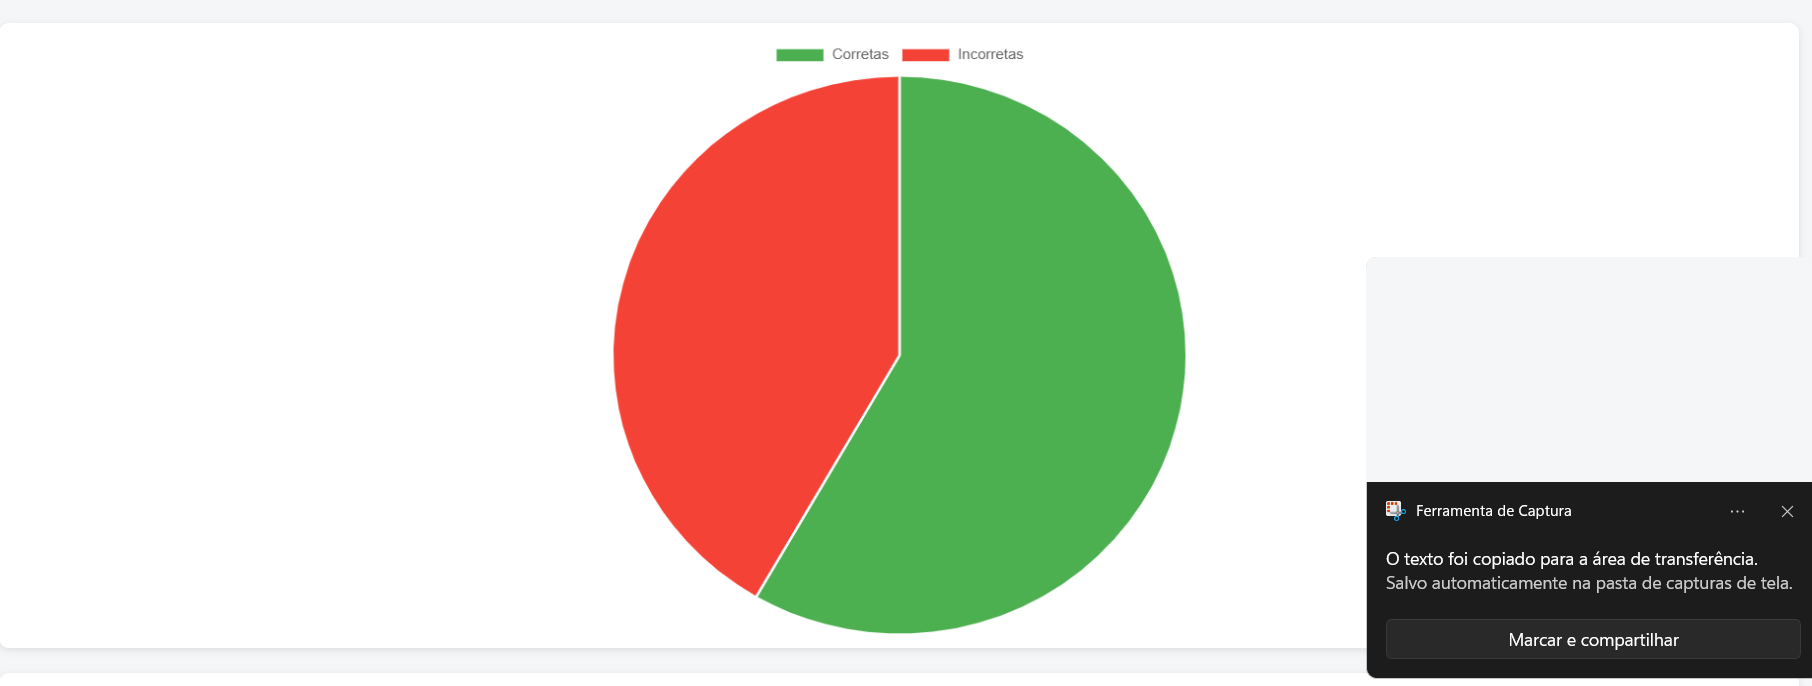 Corretas Incorretas
Ferramenta de Captura
O texto foi copiado para a área de transferência.
Salvo automaticamente na pasta de capturas de tela.
Marcar e compartilhar